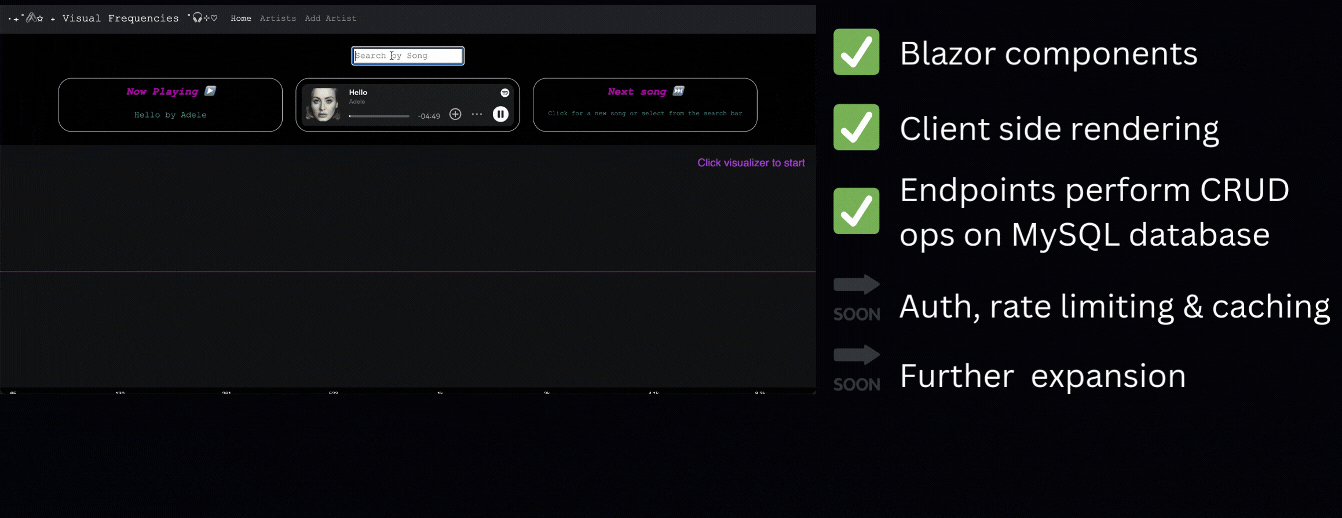 Visual Frequencies Home Artists Add Artist
Search by Song
Now Playing ▶️
Hello by Adele
Hello
Adele
-04:49
Next song ⏭️
Click for a new song or select from the search bar
Click visualizer to start
✅ Blazor components
✅ Client side rendering
✅ Endpoints perform CRUD
ops on MySQL database
SOON Auth, rate limiting & caching
SOON Further expansion